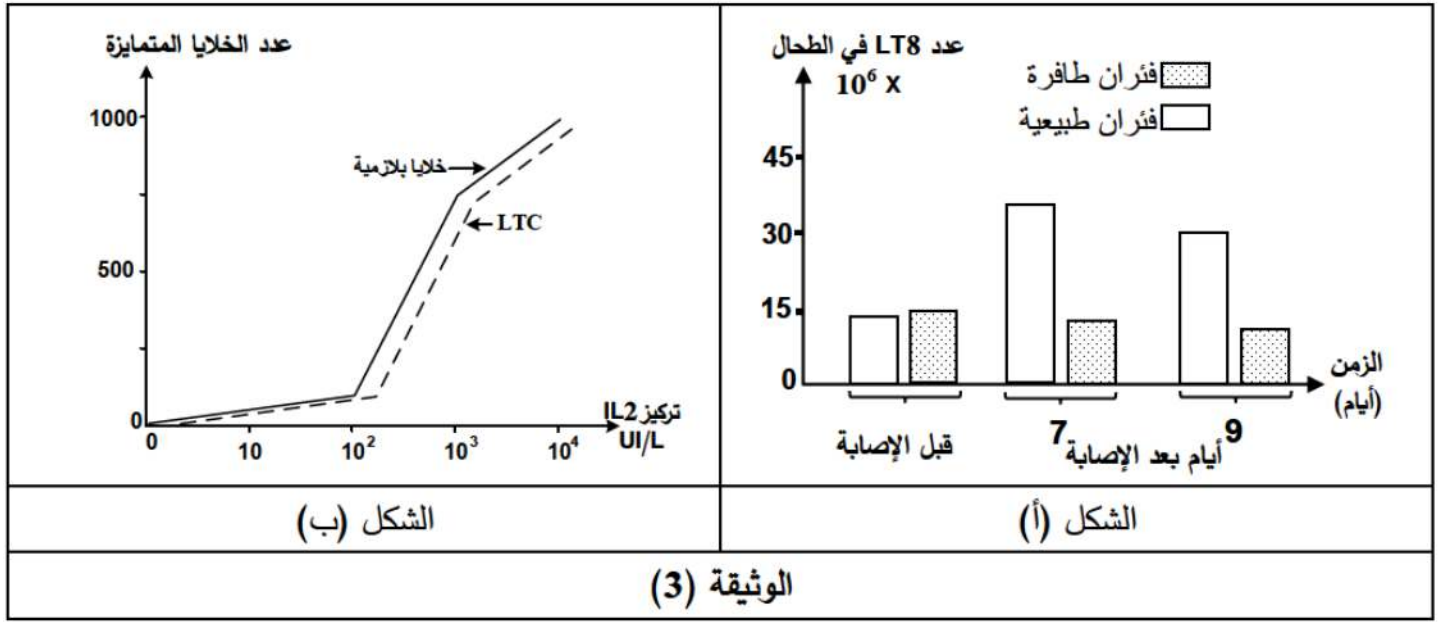 عدد LT8 في الطحال
10⁶ X
فئران طافرة
فئران طبيعية
45
30
15
0
الزمن
(أيام)
قبل الإصابة
7
9
أيام بعد الإصابة
الشكل (أ)
عدد الخلايا المتمايزة
1000
خلايا بلازمية
LTC
500
0
0
10
10²
10³
10⁴
تركيز IL2
UI/L
الشكل (ب)
الوثيقة (3)